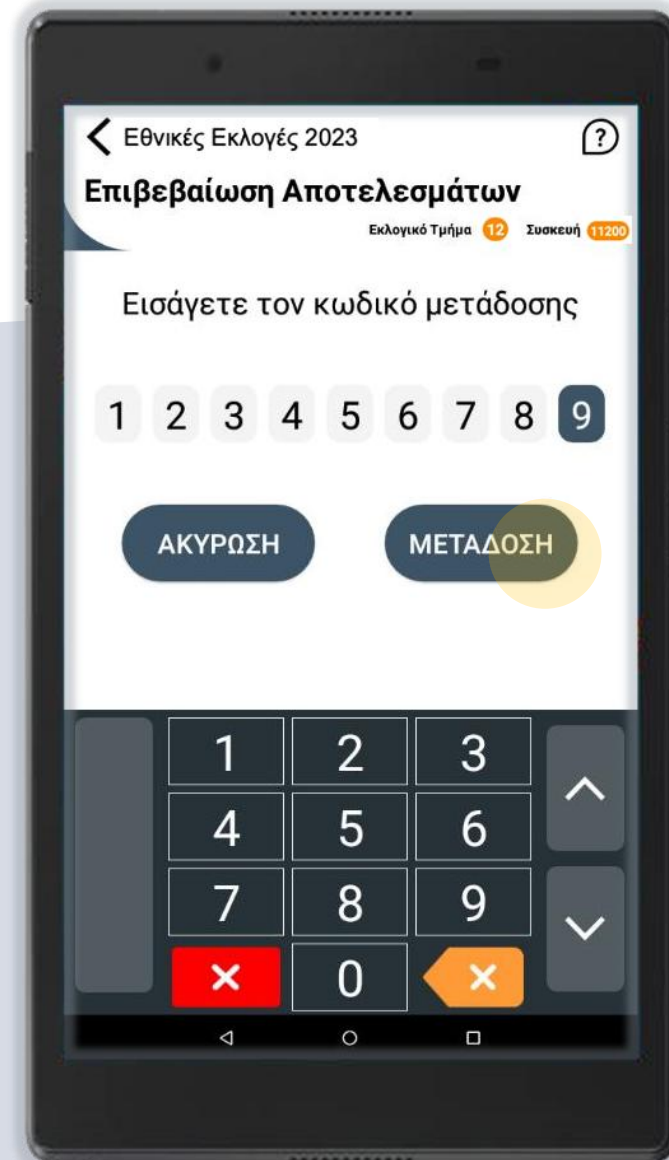 Εθνικές Εκλογές 2023 ?
Επιβεβαίωση Αποτελεσμάτων
Εκλογικό Τμήμα 12 Συσκευή 11200
Εισάγετε τον κωδικό μετάδοσης
1 2 3 4 5 6 7 8 9
ΑΚΥΡΩΣΗ ΜΕΤΑΔΟΣΗ
1 2 3
4 5 6
7 8 9
0